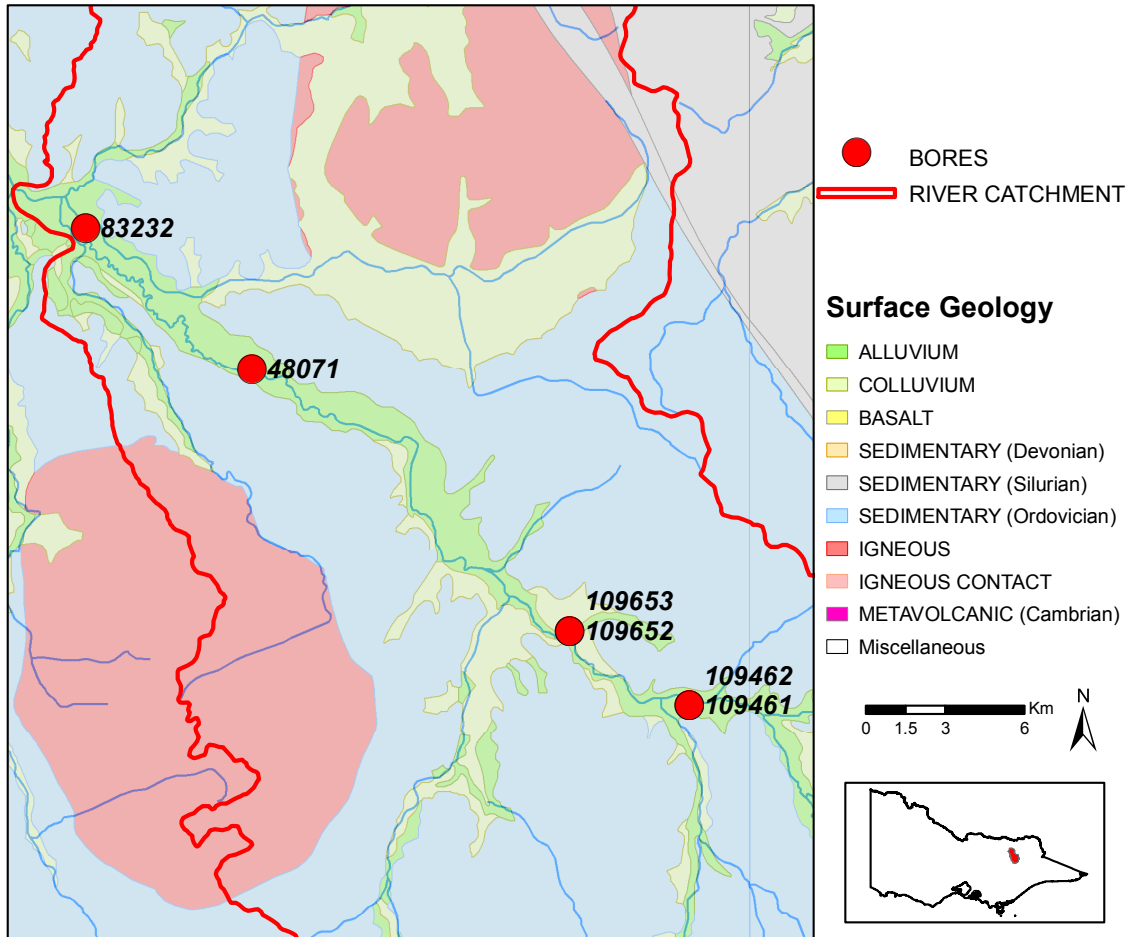 83232
48071
109653
109652
109462
109461
BORES
RIVER CATCHMENT
Surface Geology
ALLUVIUM
COLLUVIUM
BASALT
SEDIMENTARY (Devonian)
SEDIMENTARY (Silurian)
SEDIMENTARY (Ordovician)
IGNEOUS
IGNEOUS CONTACT
METAVOLCANIC (Cambrian)
Miscellaneous
Km
0 1.5 3 6
N